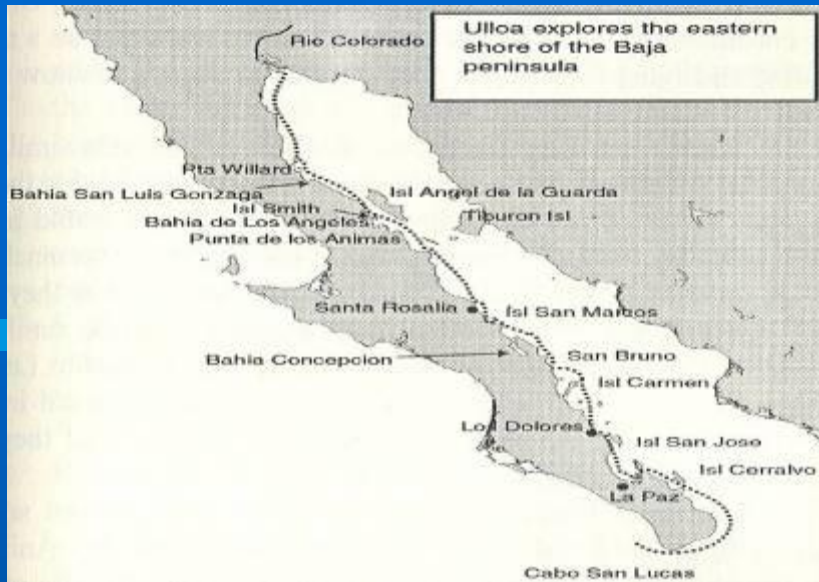 Ulloa explores the eastern
shore of the Baja
peninsula
Rio Colorado
Pta Willard
Bahia San Luis Gonzaga
Isl Angel de la Guarda
Isl Smith
Tiburon Isl
Bahia de Los Angeles
Punta de los Animas
Santa Rosalia
Isl San Marcos
Bahia Concepcion
San Bruno
Isl Carmen
Los Dolores
Isl San Jose
Isl Cerralvo
La Paz
Cabo San Lucas